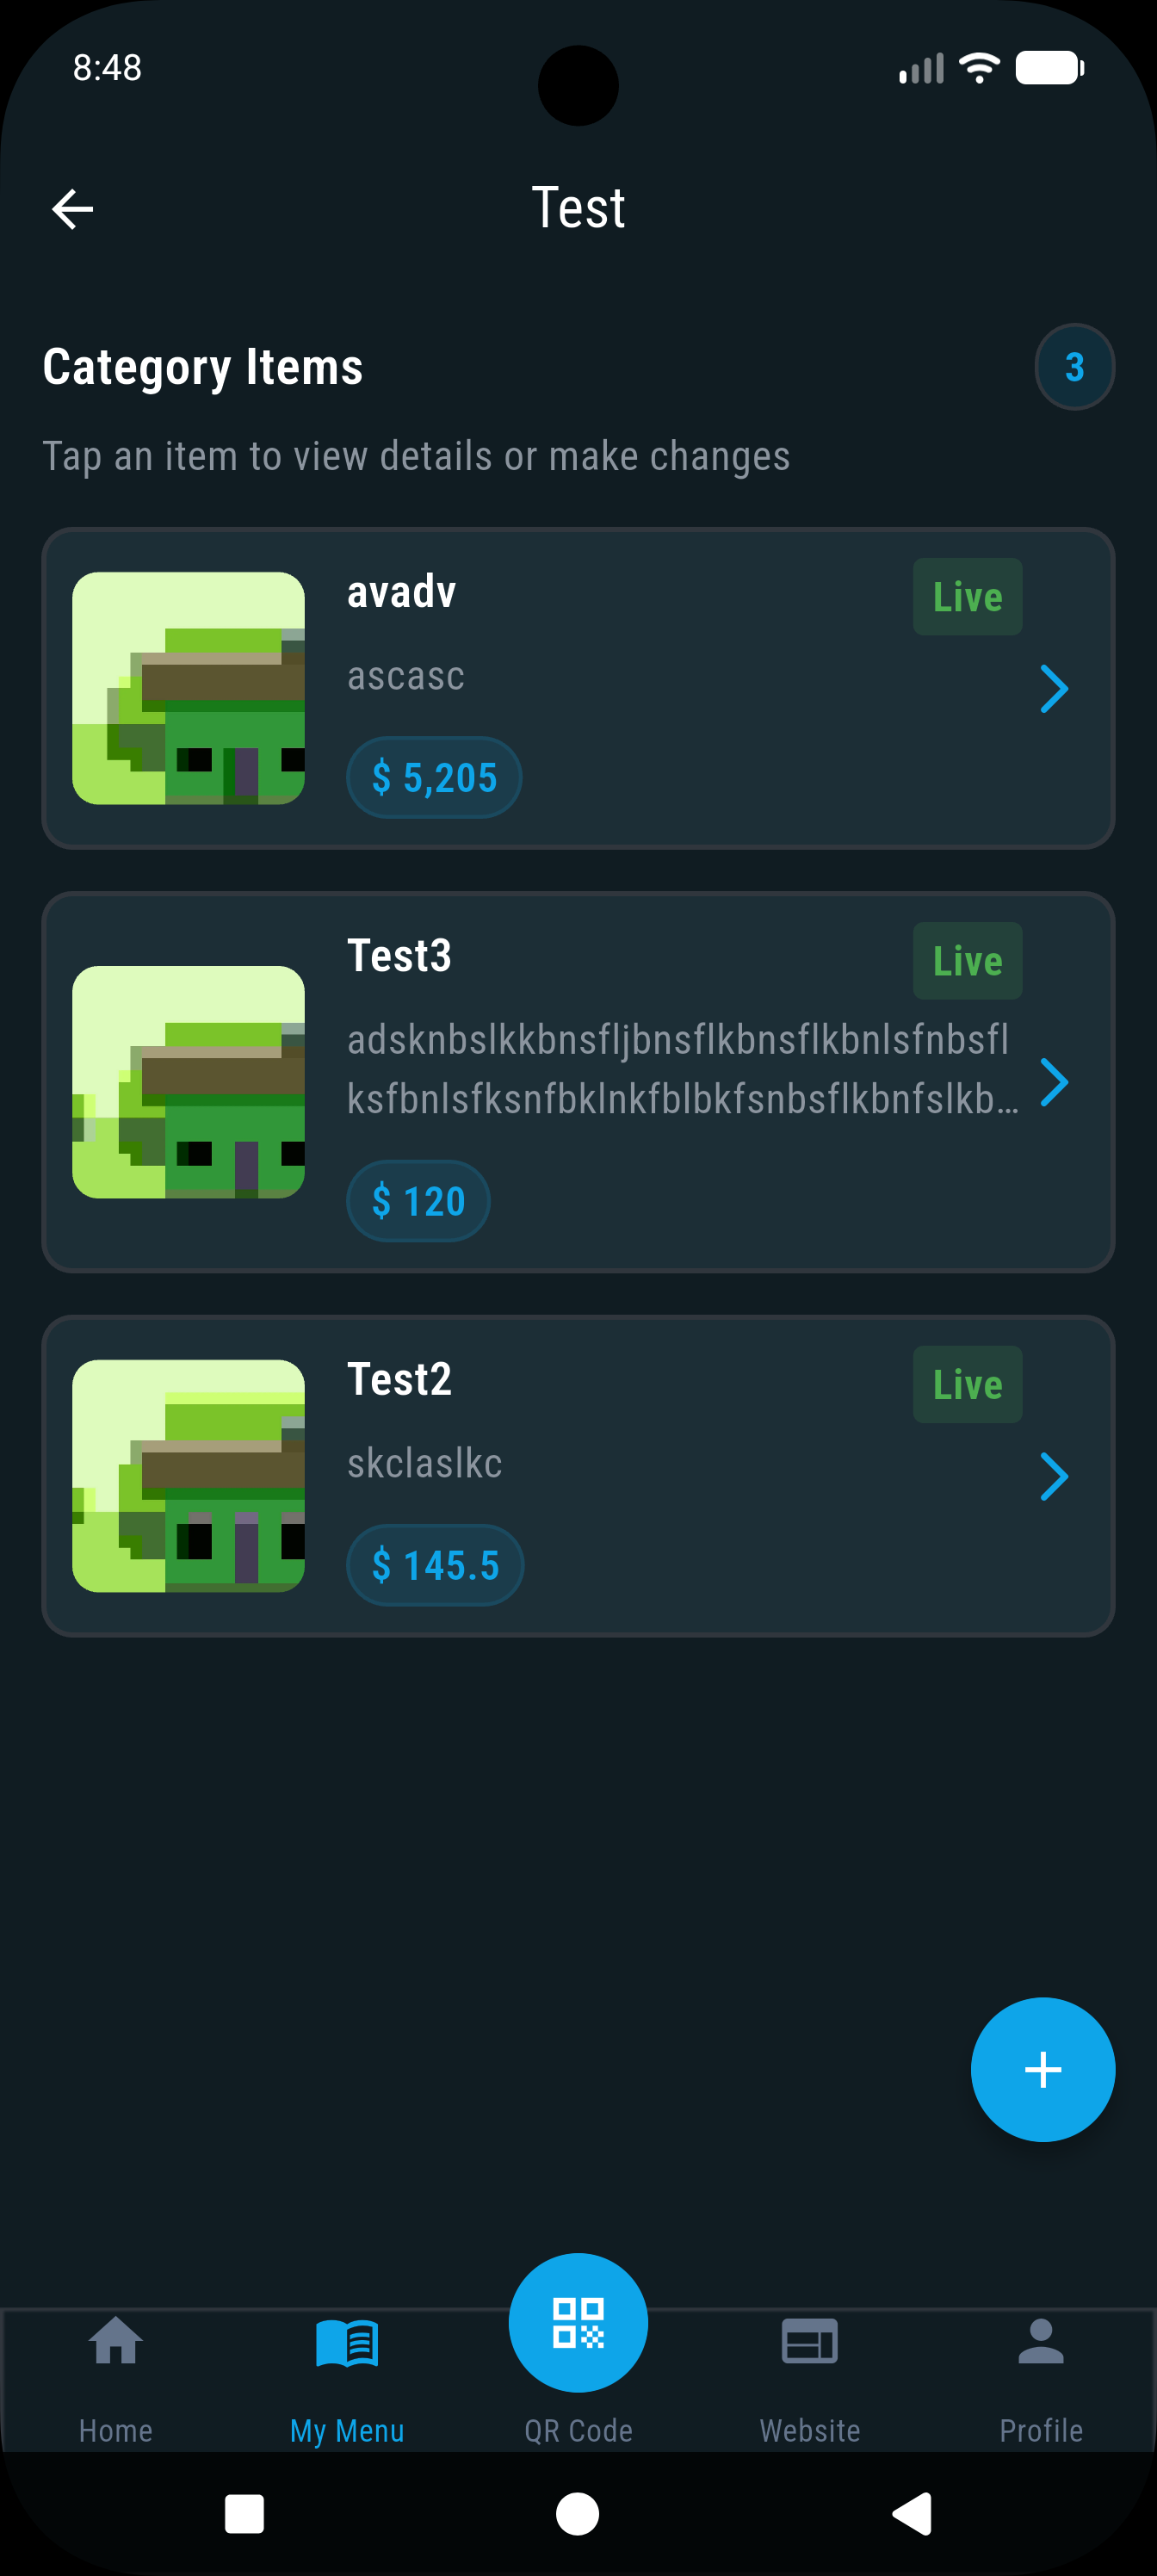 8:48
Test
Category Items
3
Tap an item to view details or make changes
avadv
Live
ascasc
$ 5,205
Test3
Live
adsknbslkkbnsfljbnsflkbnsflkbnlsfnbsfl
ksfbnlsfksnfbklnkfblbkfsnbsflkbnfslkb…
$ 120
Test2
Live
skclaslkc
$ 145.5
Home
My Menu
QR Code
Website
Profile